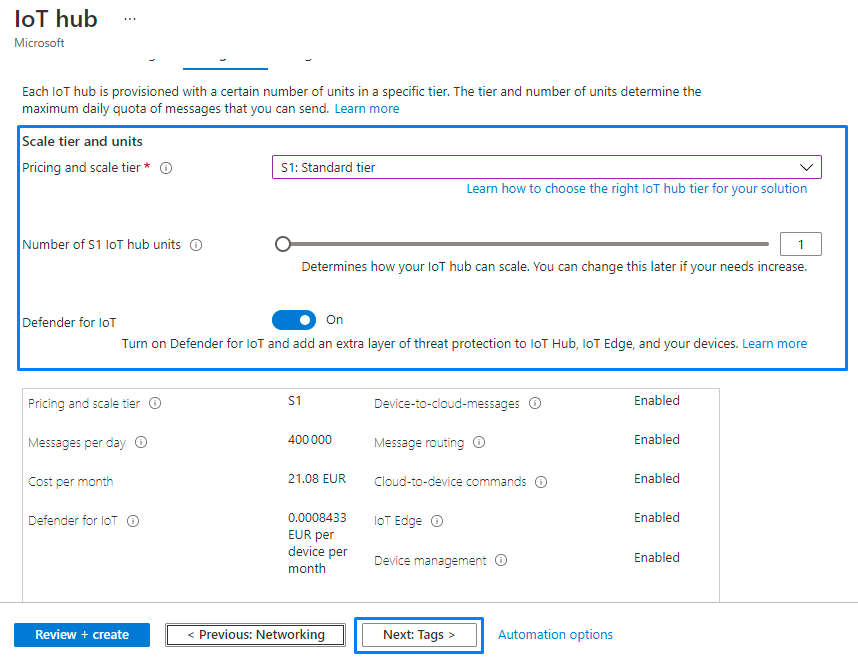 IoT hub ...
Microsoft
Each IoT hub is provisioned with a certain number of units in a specific tier. The tier and number of units determine the
maximum daily quota of messages that you can send. Learn more
Scale tier and units
Pricing and scale tier *
S1: Standard tier
Learn how to choose the right IoT hub tier for your solution
Number of S1 IoT hub units
1
Determines how your IoT hub can scale. You can change this later if your needs increase.
Defender for IoT
On
Turn on Defender for IoT and add an extra layer of threat protection to IoT Hub, IoT Edge, and your devices. Learn more
Pricing and scale tier
S1
Device-to-cloud-messages
Enabled
Messages per day
400 000
Message routing
Enabled
Cost per month
21.08 EUR
Cloud-to-device commands
Enabled
Defender for IoT
0.0008433
EUR per
device per
month
IoT Edge
Enabled
Device management
Enabled
Review + create
< Previous: Networking
Next: Tags >
Automation options